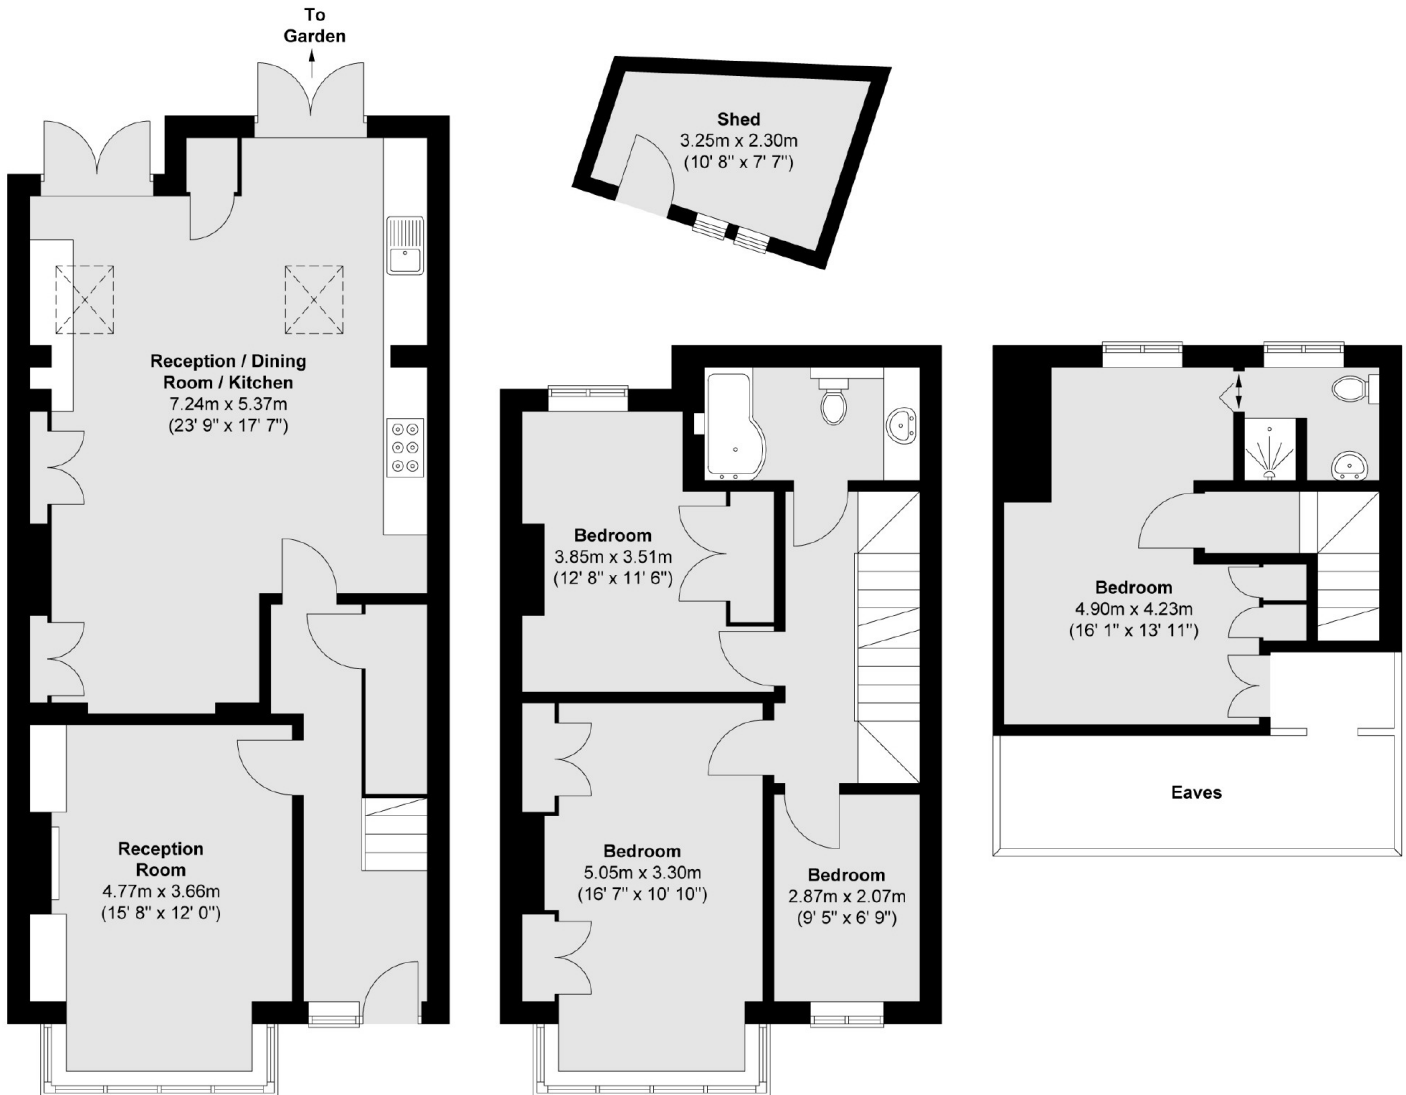 To
Garden
Shed
3.25m x 2.30m
(10' 8" x 7' 7")
Reception / Dining
Room / Kitchen
7.24m x 5.37m
(23' 9" x 17' 7")
Reception
Room
4.77m x 3.66m
(15' 8" x 12' 0")
Bedroom
3.85m x 3.51m
(12' 8" x 11' 6")
Bedroom
5.05m x 3.30m
(16' 7" x 10' 10")
Bedroom
2.87m x 2.07m
(9' 5" x 6' 9")
Bedroom
4.90m x 4.23m
(16' 1" x 13' 11")
Eaves